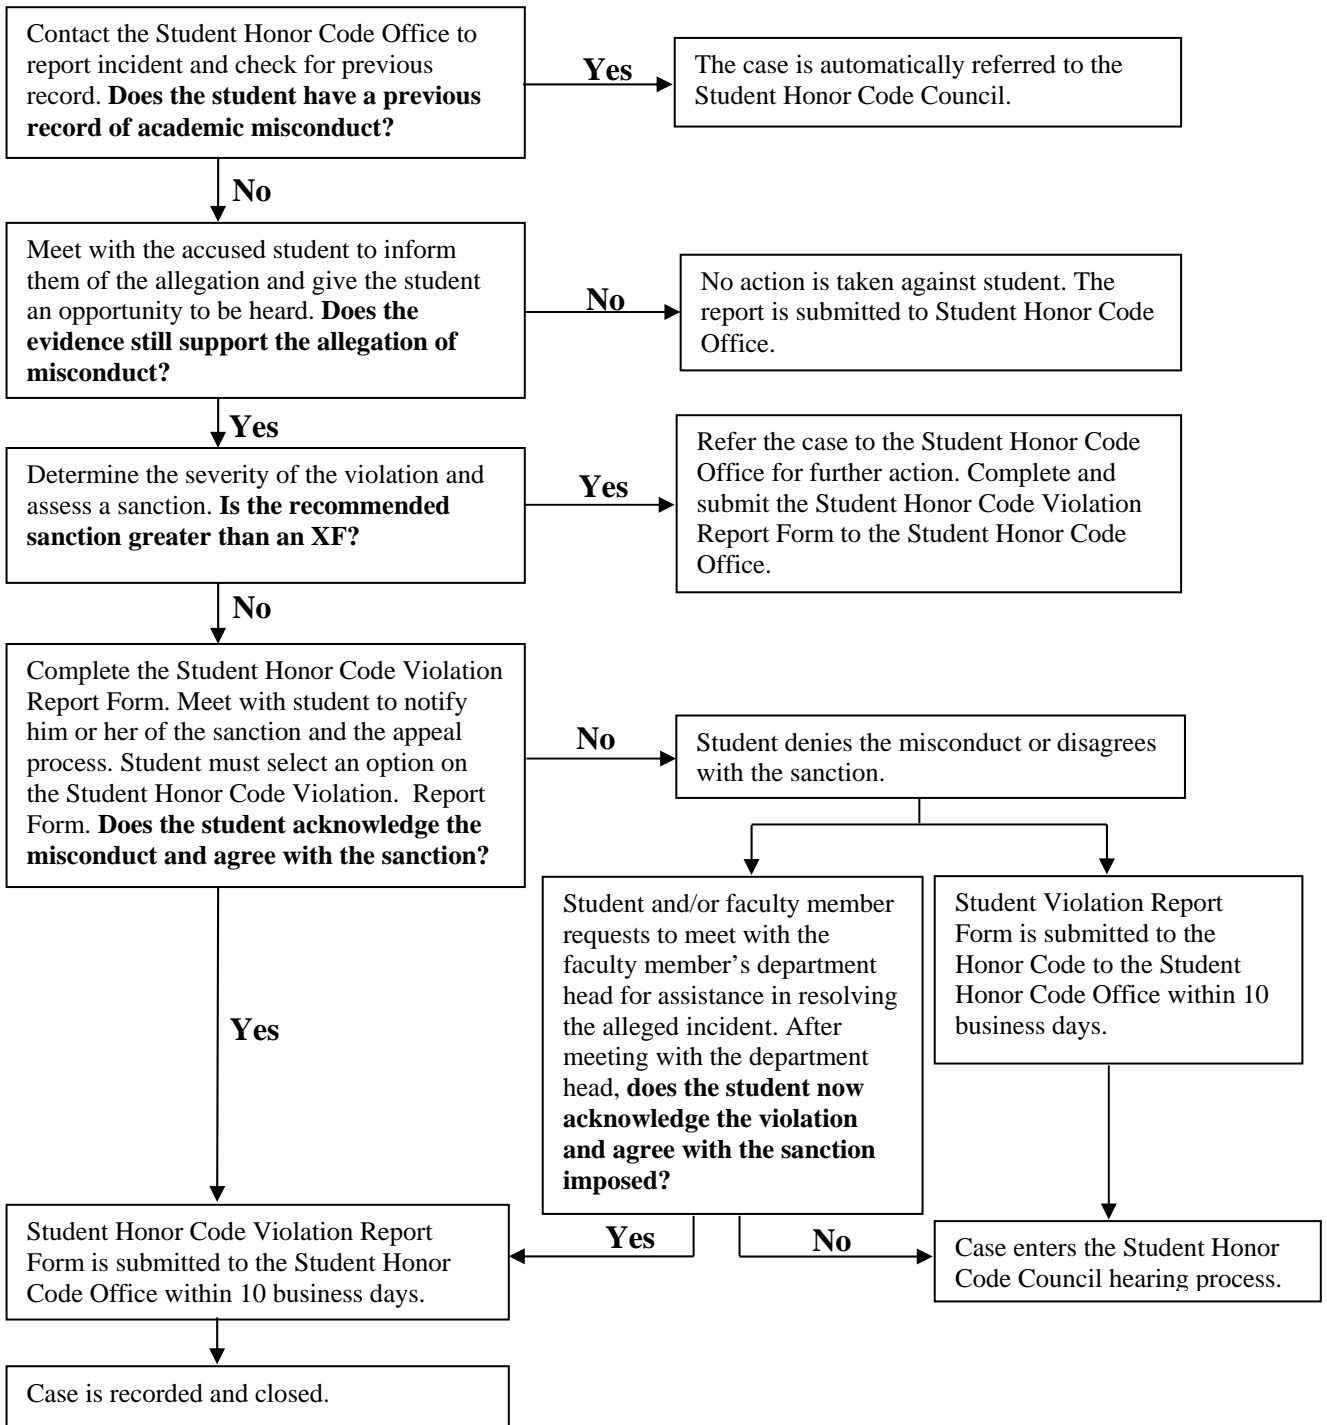 Contact the Student Honor Code Office to
report incident and check for previous
record. Does the student have a previous
record of academic misconduct?
Yes
The case is automatically referred to the
Student Honor Code Council.
No
Meet with the accused student to inform
them of the allegation and give the student
an opportunity to be heard. Does the
evidence still support the allegation of
misconduct?
No
No action is taken against student. The
report is submitted to Student Honor Code
Office.
Yes
Determine the severity of the violation and
assess a sanction. Is the recommended
sanction greater than an XF?
Yes
Refer the case to the Student Honor Code
Office for further action. Complete and
submit the Student Honor Code Violation
Report Form to the Student Honor Code
Office.
No
Complete the Student Honor Code Violation
Report Form. Meet with student to notify
him or her of the sanction and the appeal
process. Student must select an option on
the Student Honor Code Violation.  Report
Form. Does the student acknowledge the
misconduct and agree with the sanction?
No
Student denies the misconduct or disagrees
with the sanction.
Student and/or faculty member
requests to meet with the
faculty member’s department
head for assistance in resolving
the alleged incident. After
meeting with the department
head, does the student now
acknowledge the violation
and agree with the sanction
imposed?
Student Violation Report
Form is submitted to the
Honor Code to the Student
Honor Code Office within 10
business days.
Yes
Yes
No
Student Honor Code Violation Report
Form is submitted to the Student Honor
Code Office within 10 business days.
Case enters the Student Honor
Code Council hearing process.
Case is recorded and closed.